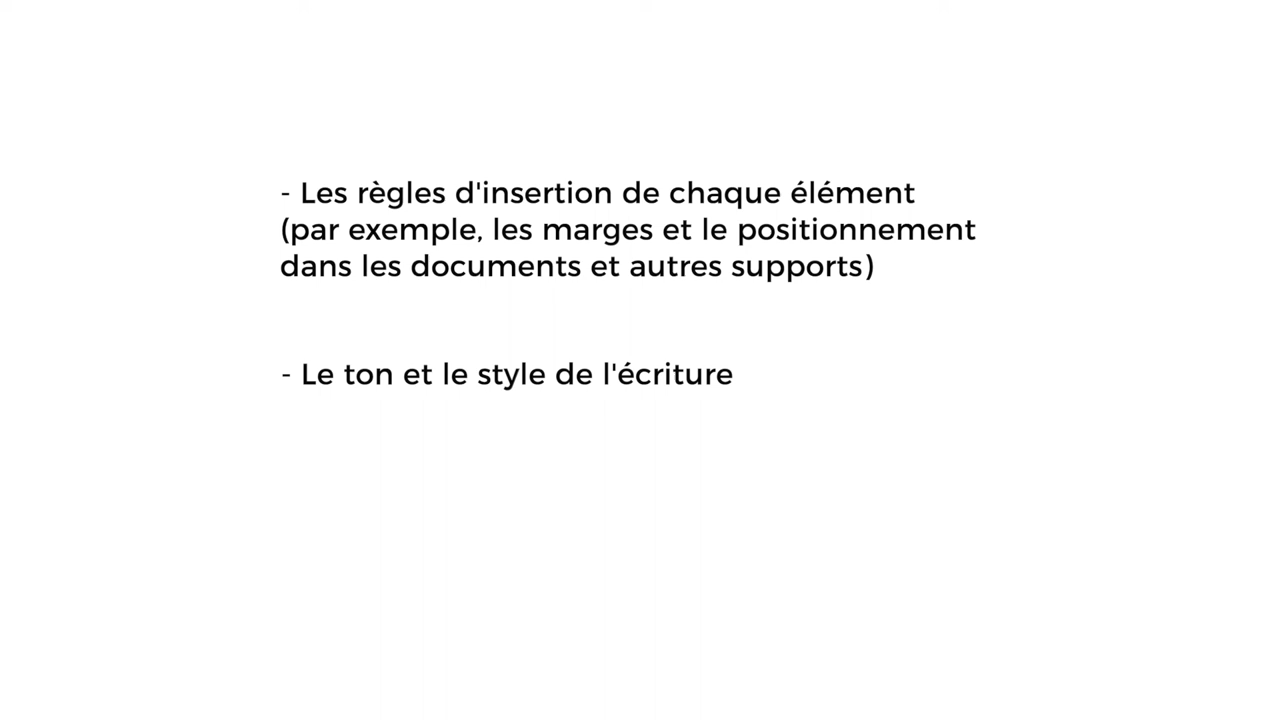 - Les règles d'insertion de chaque élément
(par exemple, les marges et le positionnement
dans les documents et autres supports)
- Le ton et le style de l'écriture